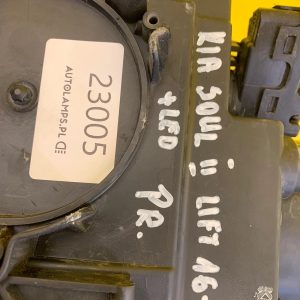 23005
AUTOLAMPS.PL
KIA SOUL II LIFT 16-
+LED
PR.